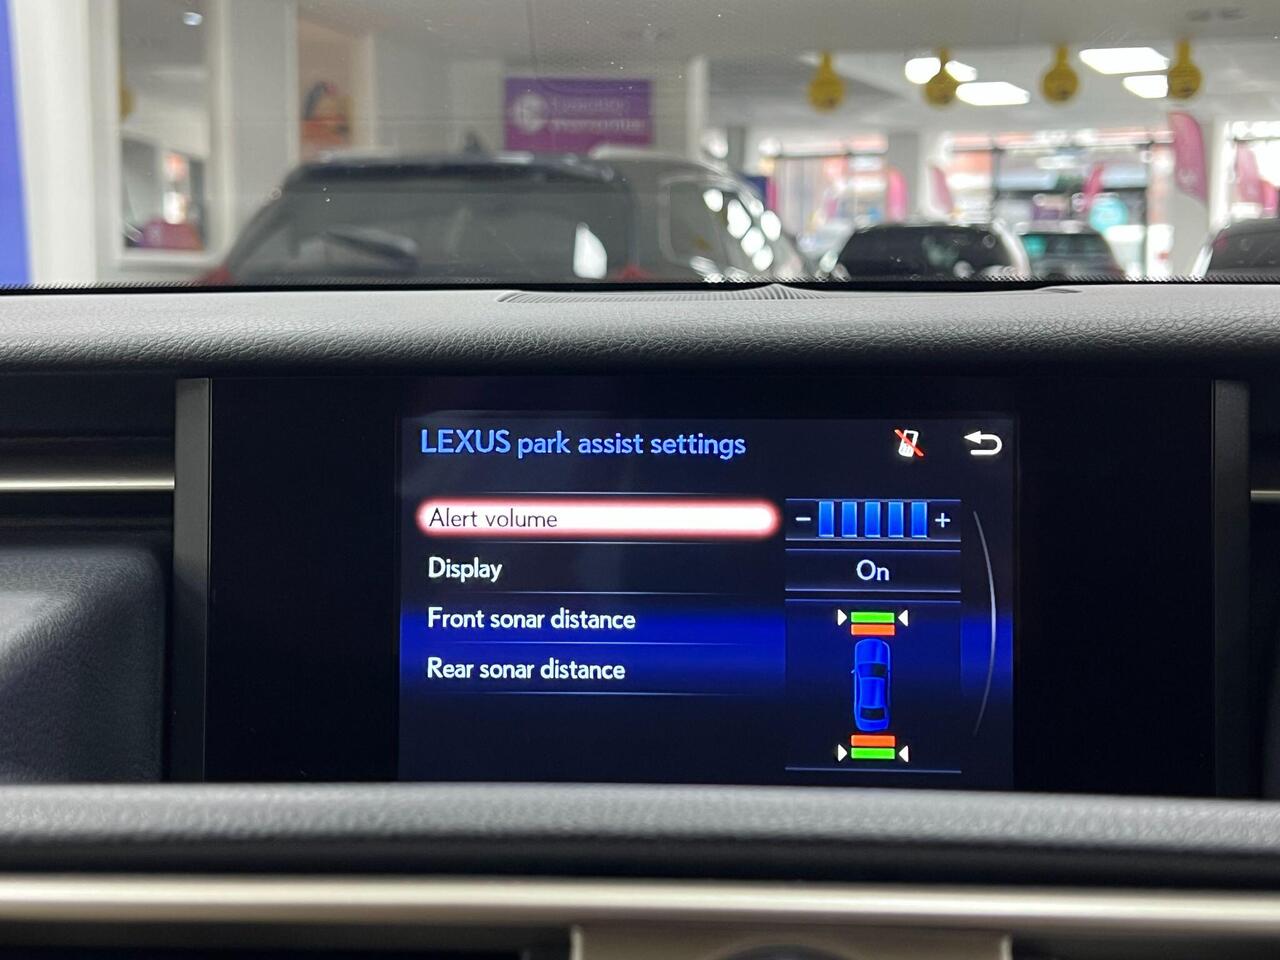 LEXUS park assist settings
Alert volume
- +
Display
On
Front sonar distance
Rear sonar distance